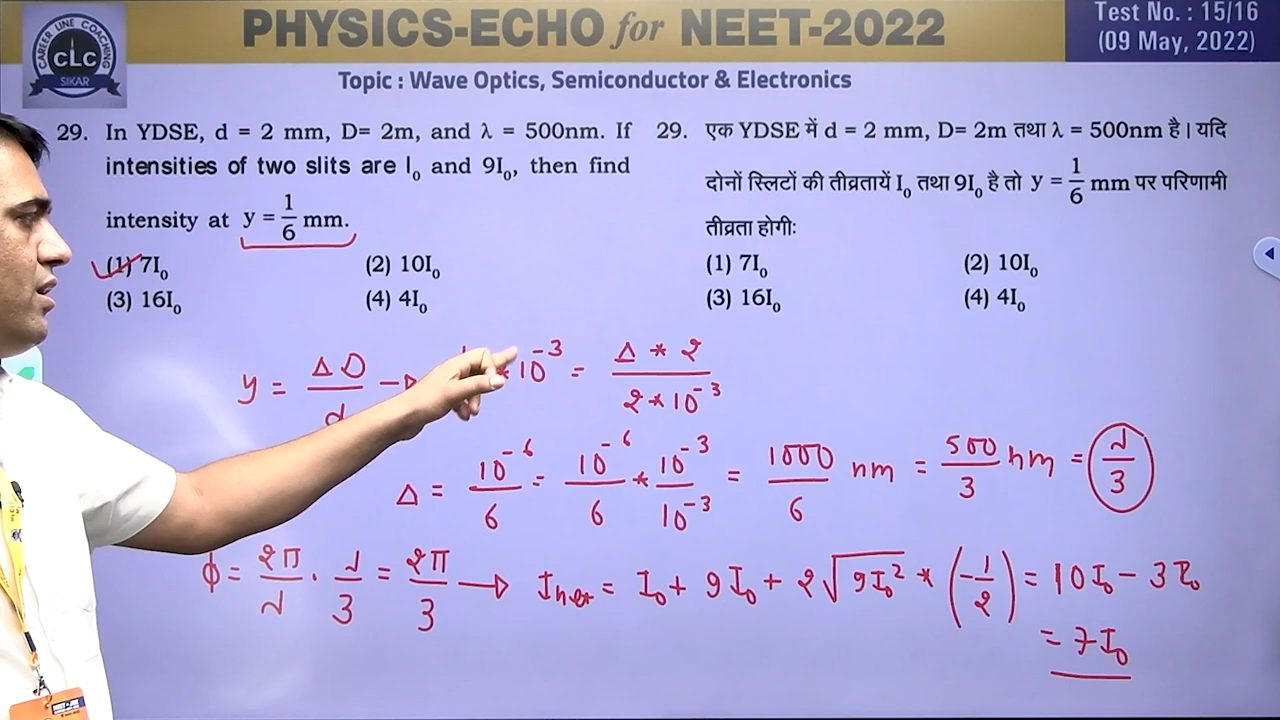 CAREER LINE COACHING
CLC
SIKAR
PHYSICS-ECHO for NEET-2022
Test No. : 15/16
(09 May, 2022)
Topic : Wave Optics, Semiconductor & Electronics
29. In YDSE, d = 2 mm, D= 2m, and λ = 500nm. If
intensities of two slits are I₀ and 9I₀, then find
intensity at y = 1/6 mm.
(1) 7I₀ (2) 10I₀
(3) 16I₀ (4) 4I₀
29. एक YDSE में d = 2 mm, D= 2m तथा λ = 500nm है। यदि
दोनों स्लिटों की तीव्रतायें I₀ तथा 9I₀ है तो y = 1/6 mm पर परिणामी
तीव्रता होगीः
(1) 7I₀ (2) 10I₀
(3) 16I₀ (4) 4I₀
y = ΔD/d → * 10⁻³ = Δ * 2 / 2 * 10⁻³
Δ = 10⁻⁶/6 = 10⁻⁶/6 * 10⁻³/10⁻³ = 1000/6 nm = 500/3 nm = λ/3
ϕ = 2π/λ · λ/3 = 2π/3 → Inet = I₀ + 9I₀ + 2√9I₀² * (-1/2) = 10I₀ - 3I₀
= 7I₀